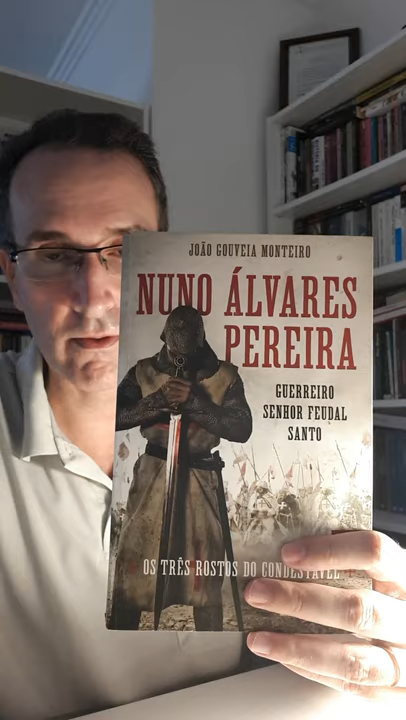 JOÃO GOUVEIA MONTEIRO
NUNO ÁLVARES
PEREIRA
GUERREIRO
SENHOR FEUDAL
SANTO
OS TRÊS ROSTOS DO CONDESTÁVEL